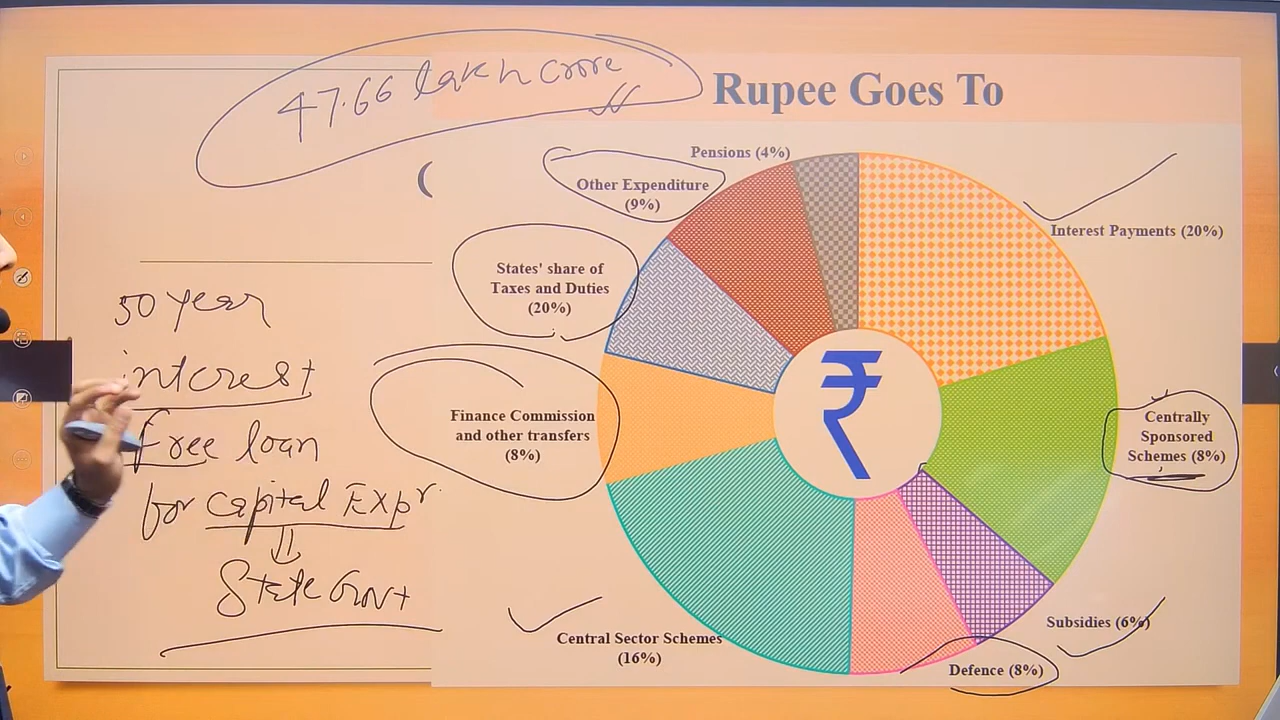 47.66 lakh crore
Rupee Goes To
Pensions (4%)
Other Expenditure
(9%)
Interest Payments (20%)
States' share of
Taxes and Duties
(20%)
50 year
interest
free loan
for capital Expr.
State Govt
Finance Commission
and other transfers
(8%)
Centrally
Sponsored
Schemes (8%)
Central Sector Schemes
(16%)
Subsidies (6%)
Defence (8%)
₹